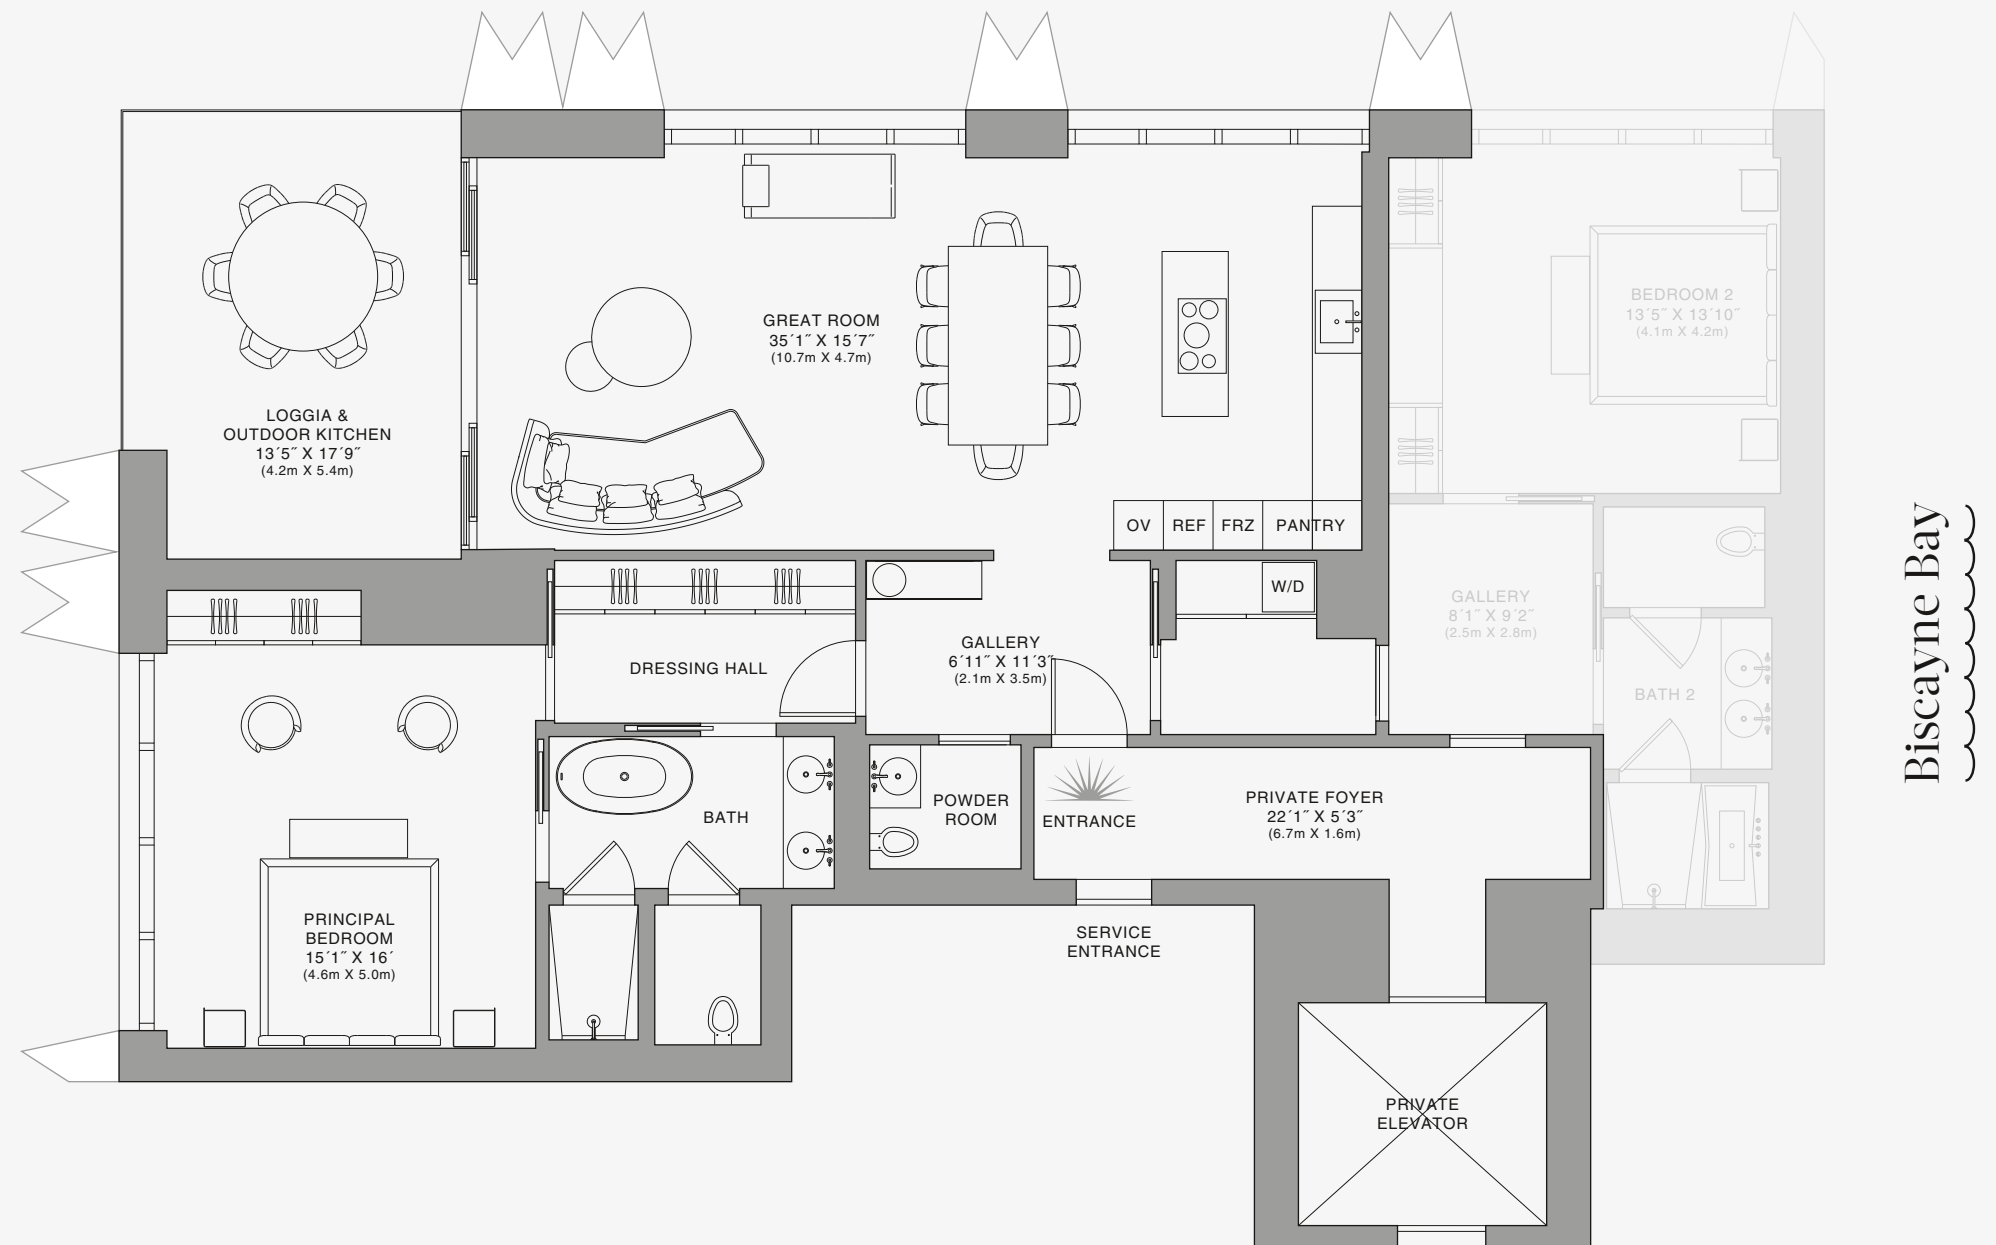 GREAT ROOM
35´1˝ X 15´7˝
(10.7m X 4.7m)
LOGGIA &
OUTDOOR KITCHEN
13´5˝ X 17´9˝
(4.2m X 5.4m)
BEDROOM 2
13´5˝ X 13´10˝
(4.1m X 4.2m)
OV
REF
FRZ
PANTRY
W/D
GALLERY
6´11˝ X 11´3˝
(2.1m X 3.5m)
DRESSING HALL
GALLERY
8´1˝ X 9´2˝
(2.5m X 2.8m)
BATH 2
Biscayne Bay
BATH
POWDER
ROOM
ENTRANCE
PRIVATE FOYER
22´1˝ X 5´3˝
(6.7m X 1.6m)
PRINCIPAL
BEDROOM
15´1˝ X 16´
(4.6m X 5.0m)
SERVICE
ENTRANCE
PRIVATE
ELEVATOR